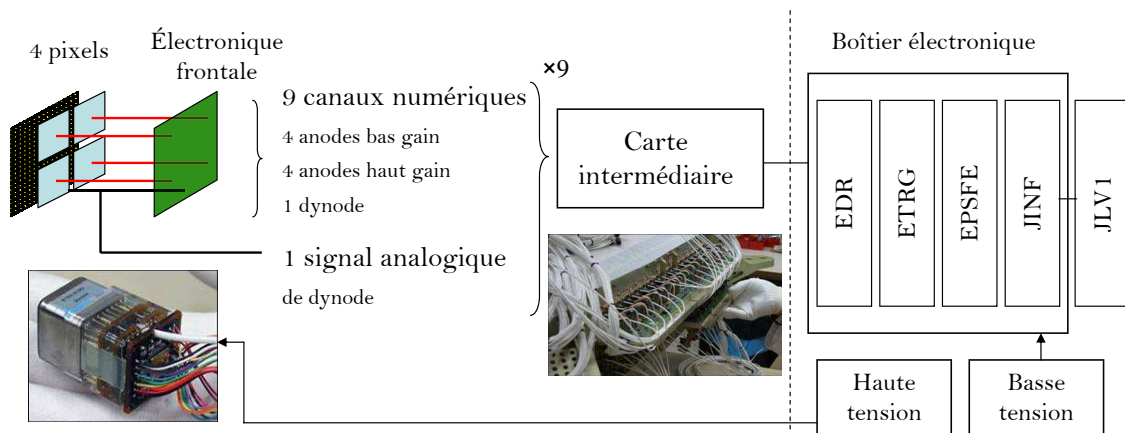 4 pixels
Électronique
frontale
9 canaux numériques
4 anodes bas gain
4 anodes haut gain
1 dynode
1 signal analogique
de dynode
×9
Carte
intermédiaire
Boîtier électronique
EDR
ETRG
EPSFE
JINF
JLV1
Haute
tension
Basse
tension